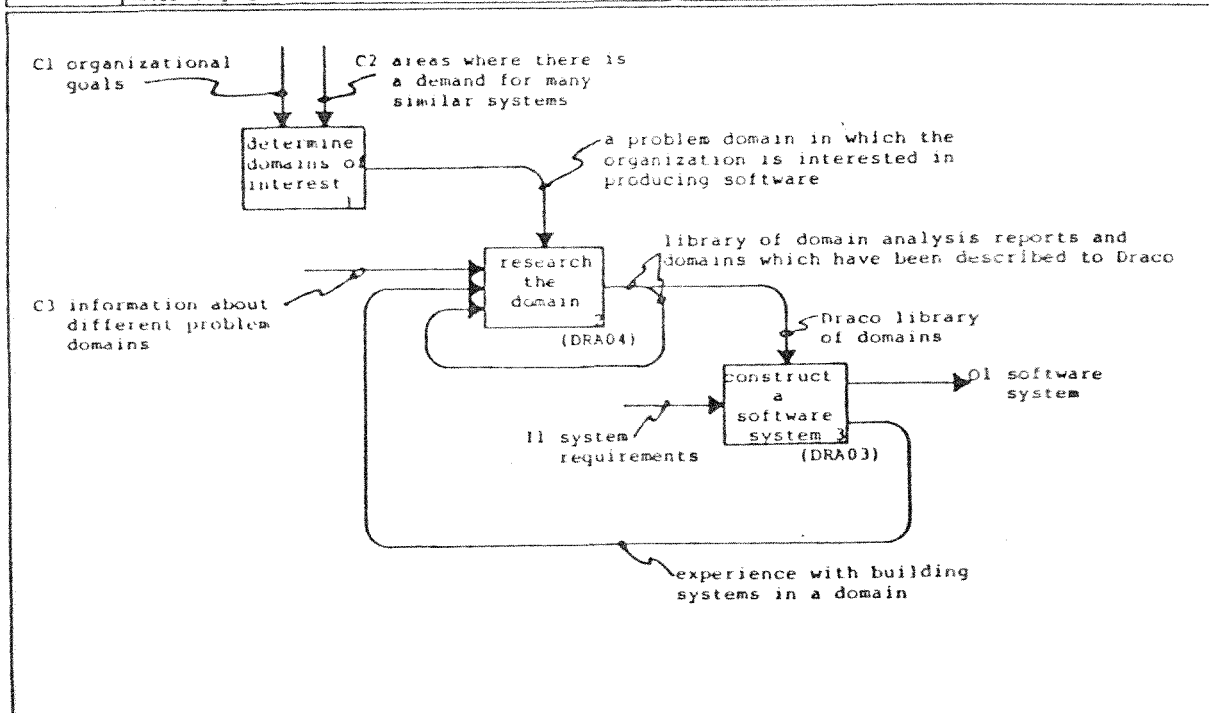 C1 organizational
goals
C2 areas where there is
a demand for many
similar systems
determine
domains of
interest
1
a problem domain in which the
organization is interested in
producing software
research
the
domain
2
(DRA04)
library of domain analysis reports and
domains which have been described to Draco
C3 information about
different problem
domains
Draco library
of domains
construct
a
software
system 3
(DRA03)
O1 software
system
I1 system
requirements
experience with building
systems in a domain